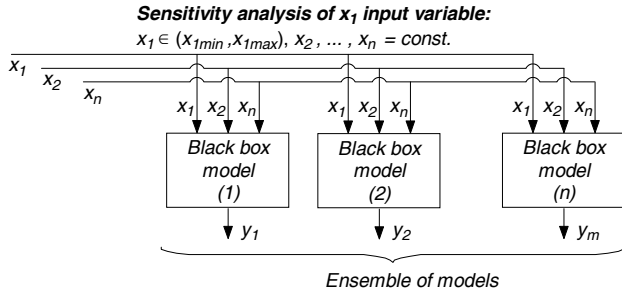 Sensitivity analysis of x₁ input variable:
x₁ ∈ (x₁min ,x₁max), x₂ , ... , xₙ = const.
x₁
x₂
xₙ
x₁ x₂ xₙ x₁ x₂ xₙ x₁ x₂ xₙ
Black box model (1)
Black box model (2)
Black box model (n)
y₁ y₂ yₘ
Ensemble of models